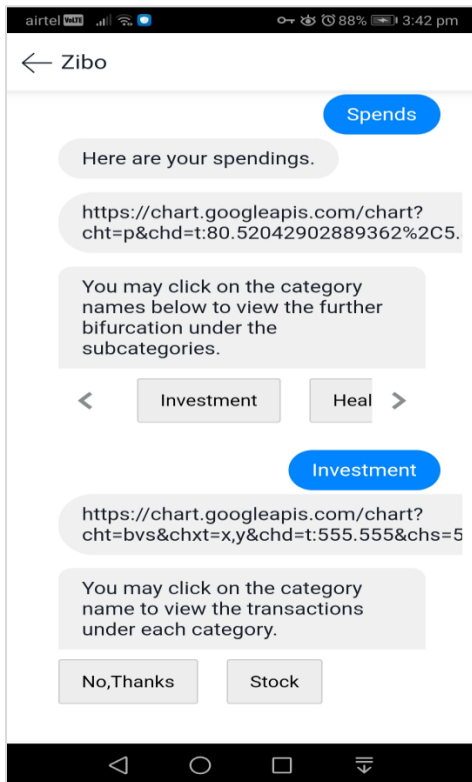 airtel VoLTE 88% 3:42 pm
Zibo
Spends
Here are your spendings.
https://chart.googleapis.com/chart?
cht=p&chd=t:80.52042902889362%2C5.
You may click on the category
names below to view the further
bifurcation under the
subcategories.
< Investment Heal >
Investment
https://chart.googleapis.com/chart?
cht=bvs&chxt=x,y&chd=t:555.555&chs=5
You may click on the category
name to view the transactions
under each category.
No,Thanks Stock